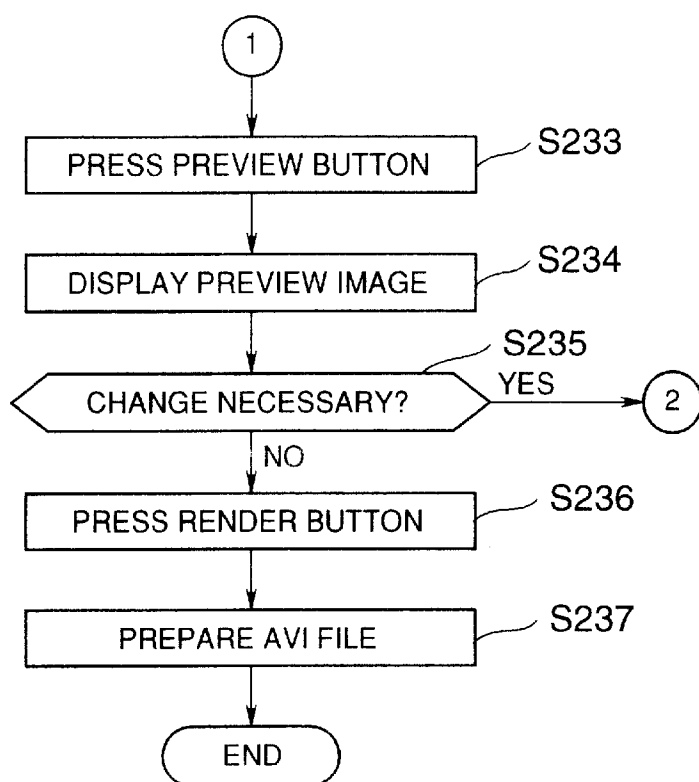 1
PRESS PREVIEW BUTTON
S233
DISPLAY PREVIEW IMAGE
S234
S235
CHANGE NECESSARY?
YES
2
NO
PRESS RENDER BUTTON
S236
PREPARE AVI FILE
S237
END